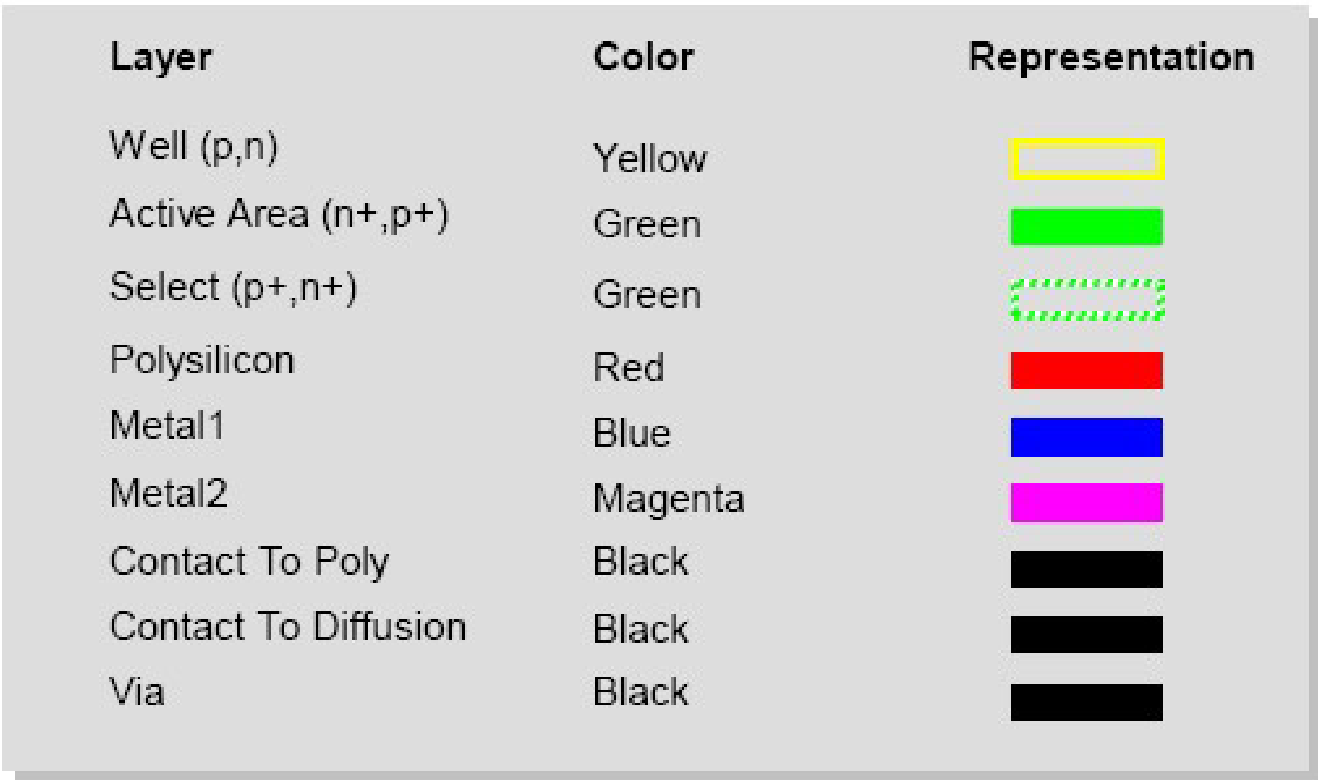 Layer Color Representation
Well (p,n) Yellow
Active Area (n+,p+) Green
Select (p+,n+) Green
Polysilicon Red
Metal1 Blue
Metal2 Magenta
Contact To Poly Black
Contact To Diffusion Black
Via Black